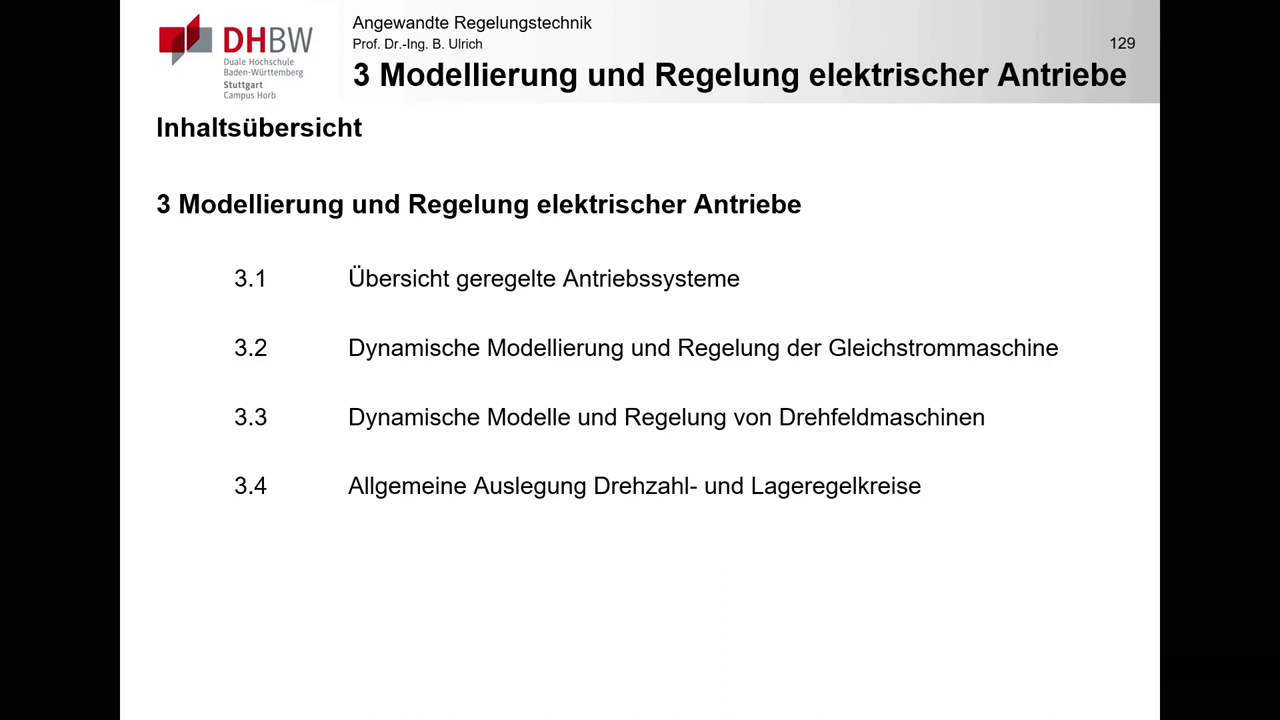 DHBW
Duale Hochschule
Baden-Württemberg
Stuttgart
Campus Horb
Angewandte Regelungstechnik
Prof. Dr.-Ing. B. Ulrich
129
3 Modellierung und Regelung elektrischer Antriebe
Inhaltsübersicht
3 Modellierung und Regelung elektrischer Antriebe
3.1 Übersicht geregelte Antriebssysteme
3.2 Dynamische Modellierung und Regelung der Gleichstrommaschine
3.3 Dynamische Modelle und Regelung von Drehfeldmaschinen
3.4 Allgemeine Auslegung Drehzahl- und Lageregelkreise